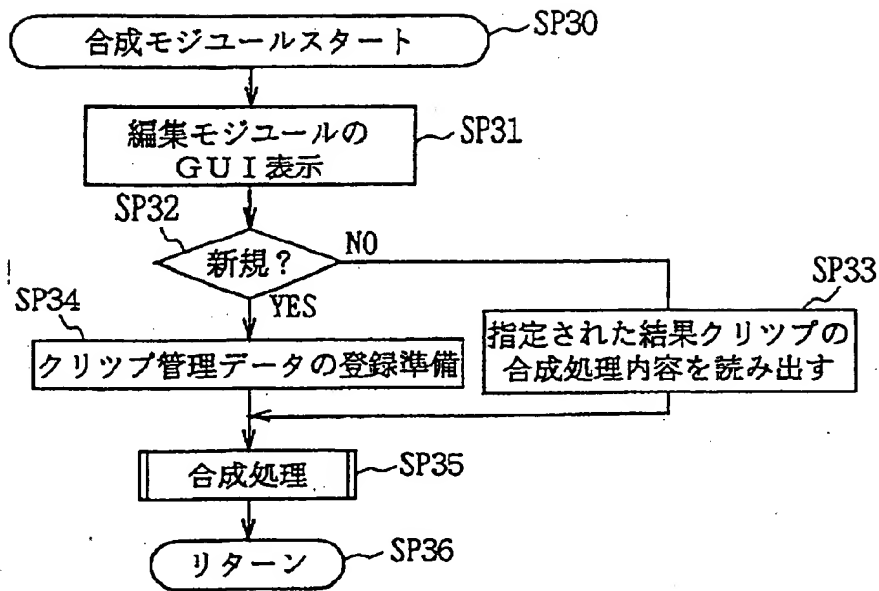 合成モジユールスタート
SP30
編集モジユールの
ＧＵＩ表示
SP31
SP32
新規？
NO
YES
SP33
指定された結果クリツプの
合成処理内容を読み出す
SP34
クリツプ管理データの登録準備
合成処理
SP35
リターン
SP36